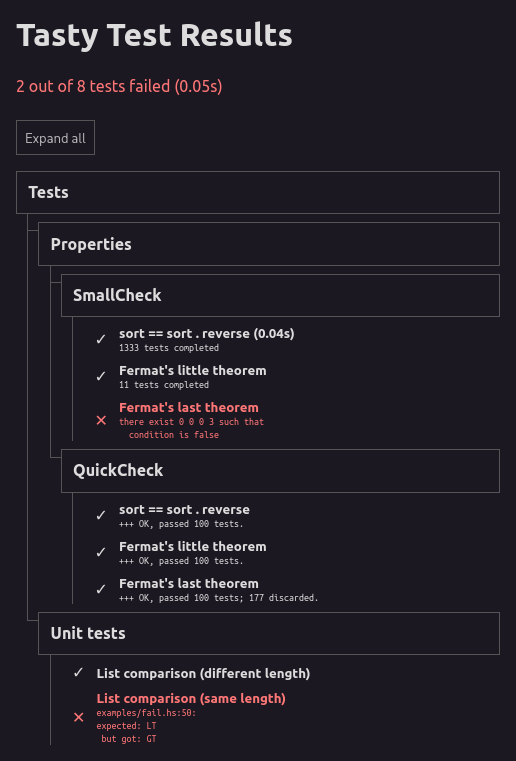 Tasty Test Results
2 out of 8 tests failed (0.05s)
Expand all
Tests
Properties
SmallCheck
✓ sort == sort . reverse (0.04s)
1333 tests completed
✓ Fermat's little theorem
11 tests completed
✕ Fermat's last theorem
there exist 0 0 0 3 such that
condition is false
QuickCheck
✓ sort == sort . reverse
+++ OK, passed 100 tests.
✓ Fermat's little theorem
+++ OK, passed 100 tests.
✓ Fermat's last theorem
+++ OK, passed 100 tests; 177 discarded.
Unit tests
✓ List comparison (different length)
✕ List comparison (same length)
examples/fail.hs:50:
expected: LT
but got: GT